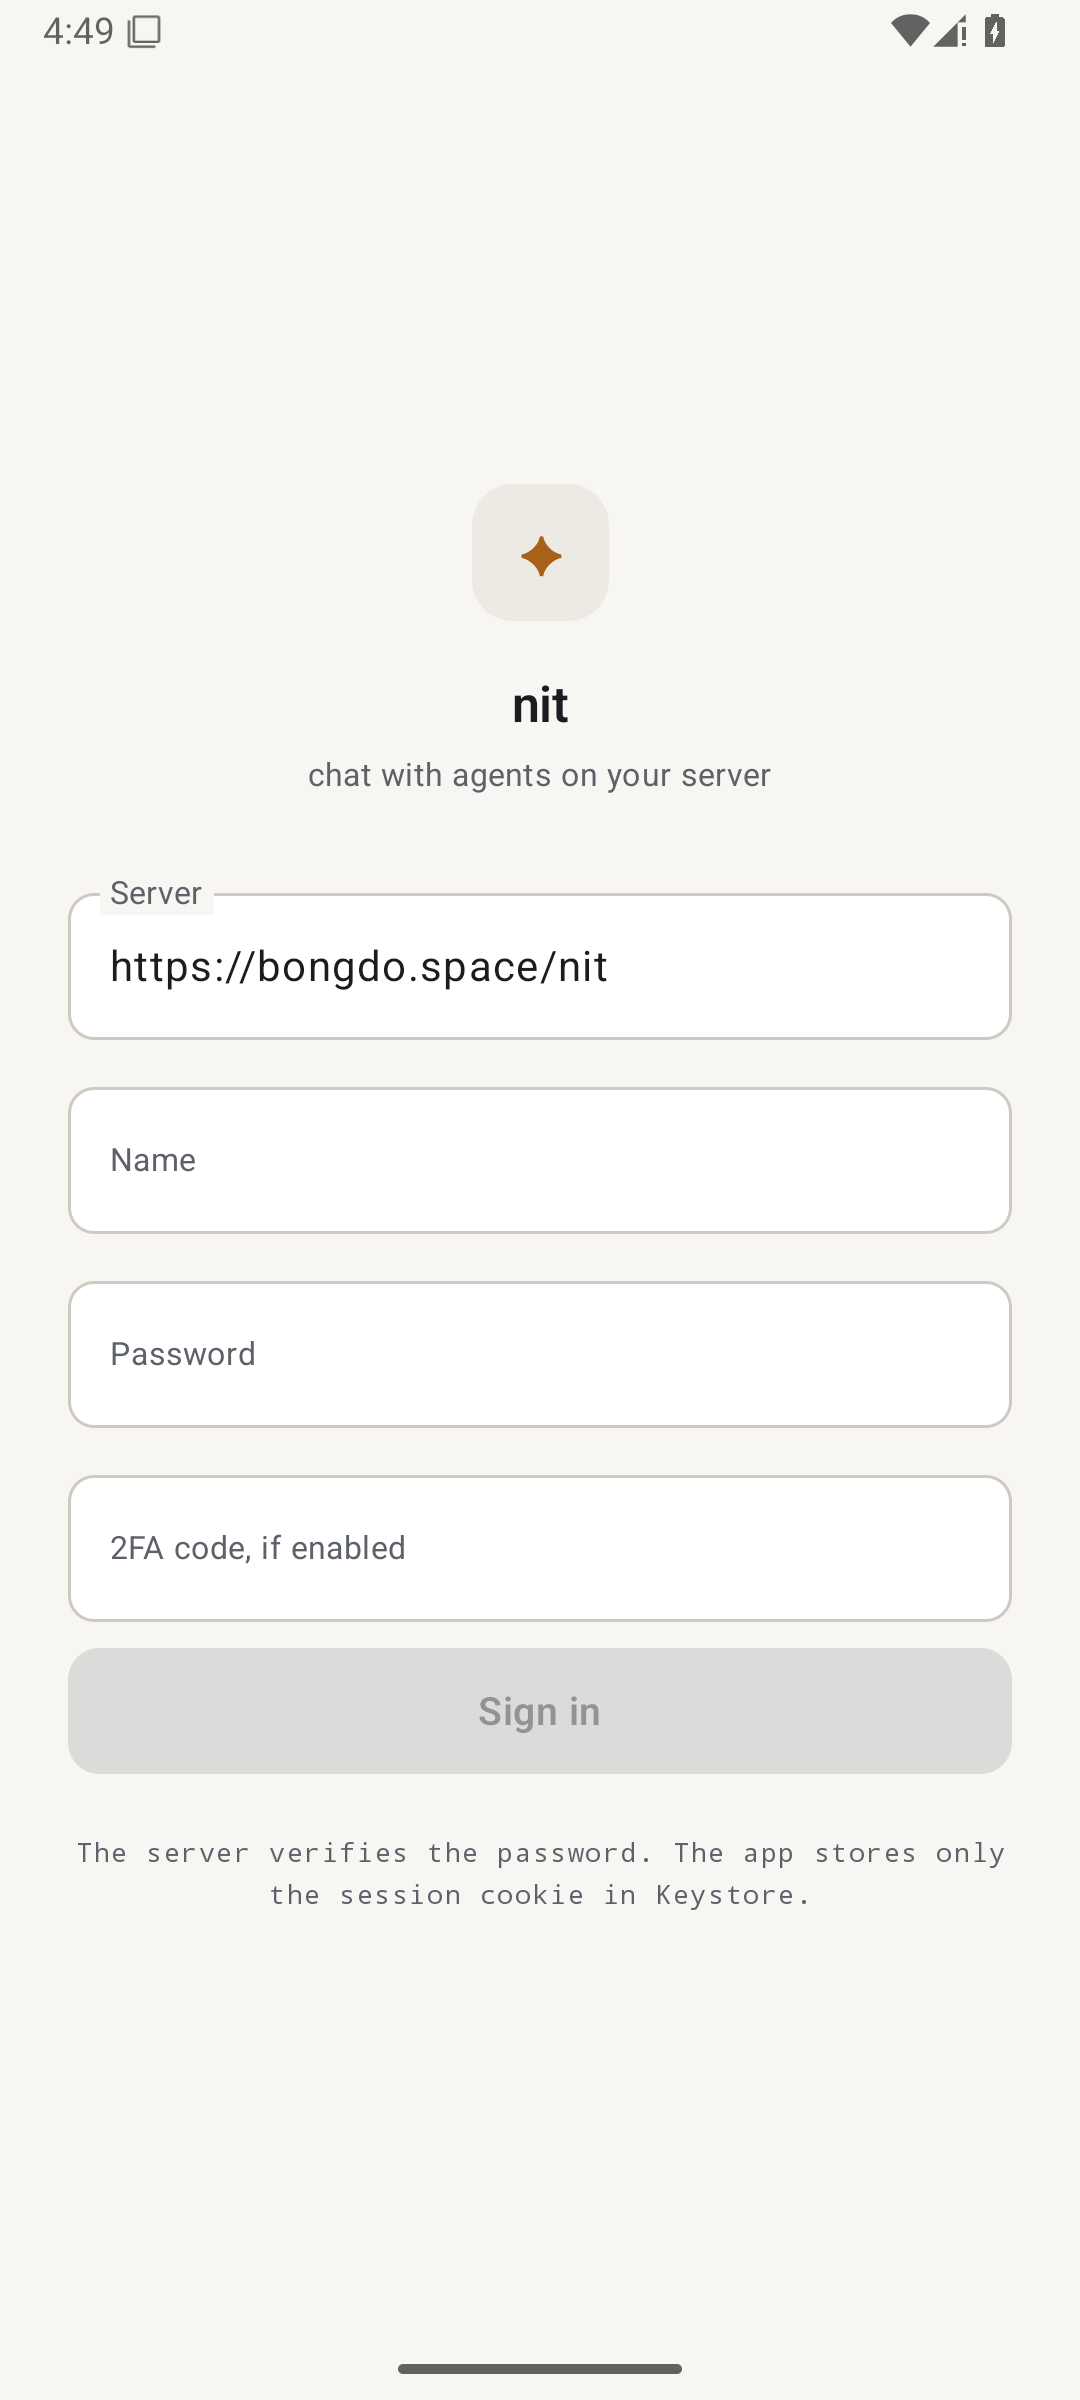 4:49
nit
chat with agents on your server
Server
https://bongdo.space/nit
Name
Password
2FA code, if enabled
Sign in
The server verifies the password. The app stores only
the session cookie in Keystore.